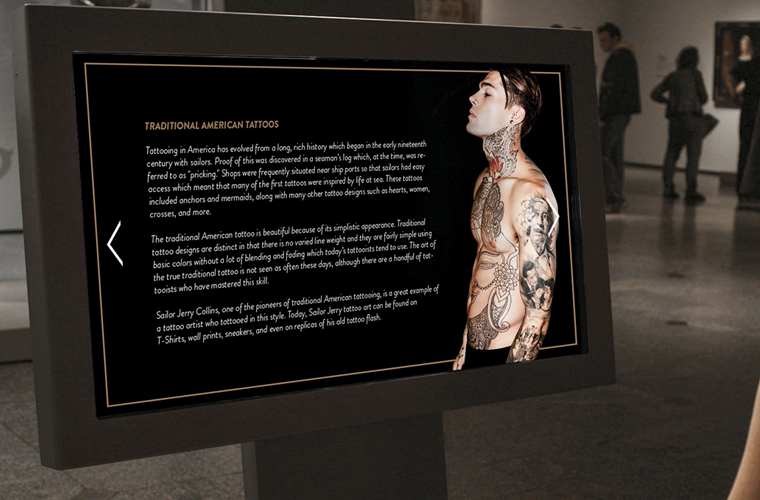 TRADITIONAL AMERICAN TATTOOS
Tattooing in America has evolved from a long, rich history which began in the early nineteenth
century with sailors. Proof of this was discovered in a seaman's log which, at the time, was re-
ferred to as "pricking." Shops were frequently situated near ship ports so that sailors had easy
access which meant that many of the first tattoos were inspired by life at sea. These tattoos
included anchors and mermaids, along with many other tattoo designs such as hearts, women,
crosses, and more.
The traditional American tattoo is beautiful because of its simplistic appearance. Traditional
tattoo designs are distinct in that there is no varied line weight and they are fairly simple using
basic colors without a lot of blending and fading which today's tattooists tend to use. The art of
the true traditional tattoo is not seen as often these days, although there are a handful of tat-
tooists who have mastered this skill.
Sailor Jerry Collins, one of the pioneers of traditional American tattooing, is a great example of
a tattoo artist who tattooed in this style. Today, Sailor Jerry tattoo art can be found on
T-Shirts, wall prints, sneakers, and even on replicas of his old tattoo flash.